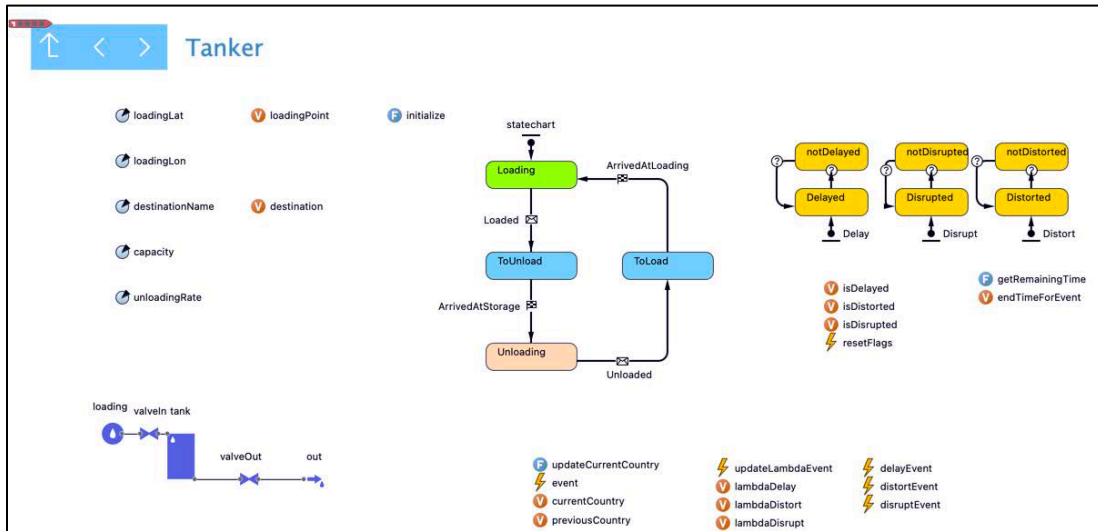 Tanker
loadingLat
loadingPoint
initialize
loadingLon
destinationName
destination
capacity
unloadingRate
statechart
Loading
ArrivedAtLoading
Loaded
ToUnload
ToLoad
ArrivedAtStorage
Unloading
Unloaded
notDelayed
notDisrupted
notDistorted
?
?
?
?
?
?
Delayed
Disrupted
Distorted
Delay
Disrupt
Distort
isDelayed
isDistorted
isDisrupted
resetFlags
getRemainingTime
endTimeForEvent
loading
valveIn
tank
valveOut
out
updateCurrentCountry
event
currentCountry
previousCountry
updateLambdaEvent
lambdaDelay
lambdaDistort
lambdaDisrupt
delayEvent
distortEvent
disruptEvent